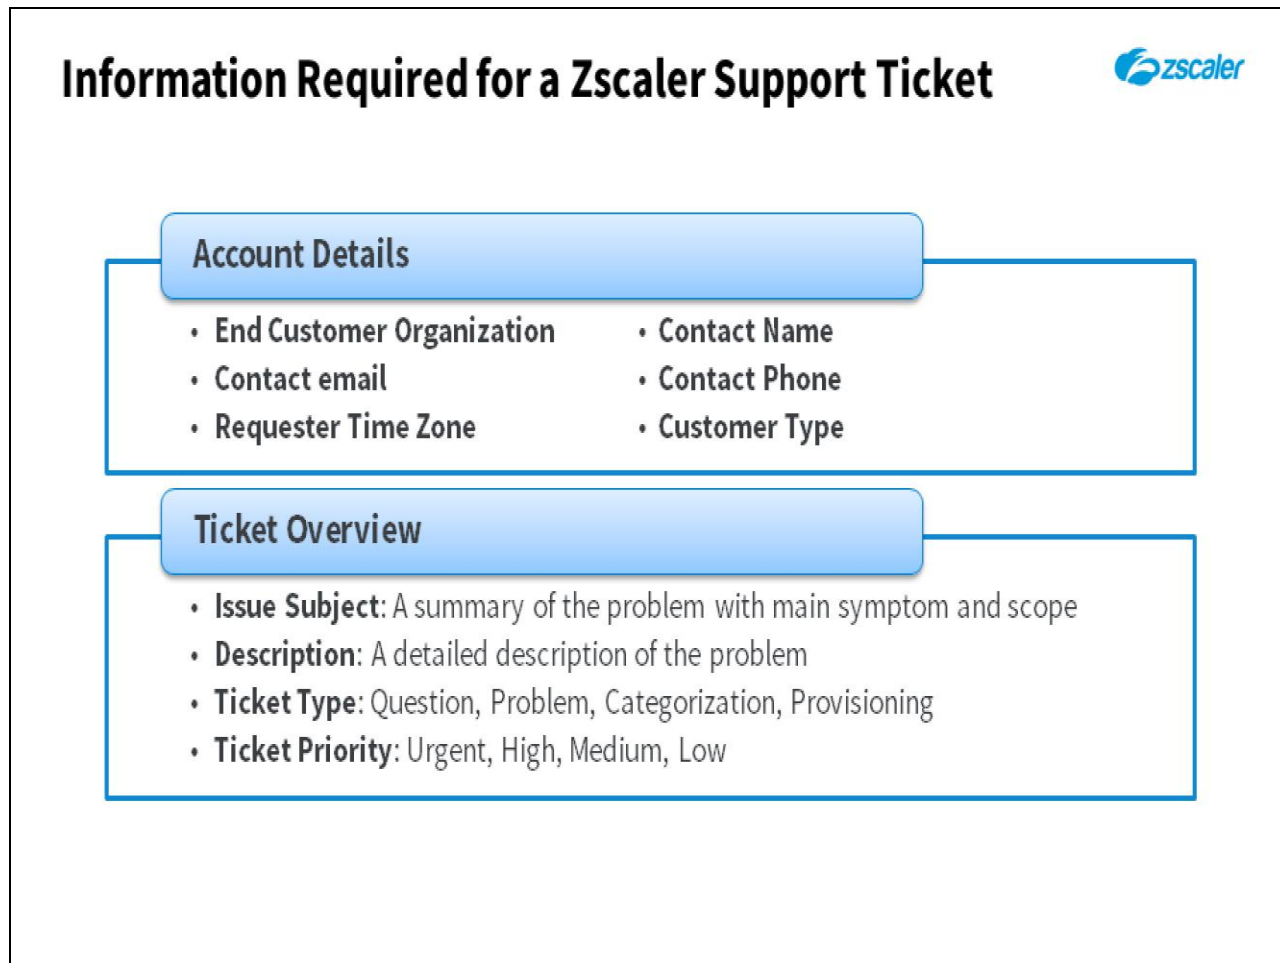 Information Required for a Zscaler Support Ticket
zscaler
Account Details
• End Customer Organization
• Contact email
• Requester Time Zone
• Contact Name
• Contact Phone
• Customer Type
Ticket Overview
• Issue Subject: A summary of the problem with main symptom and scope
• Description: A detailed description of the problem
• Ticket Type: Question, Problem, Categorization, Provisioning
• Ticket Priority: Urgent, High, Medium, Low